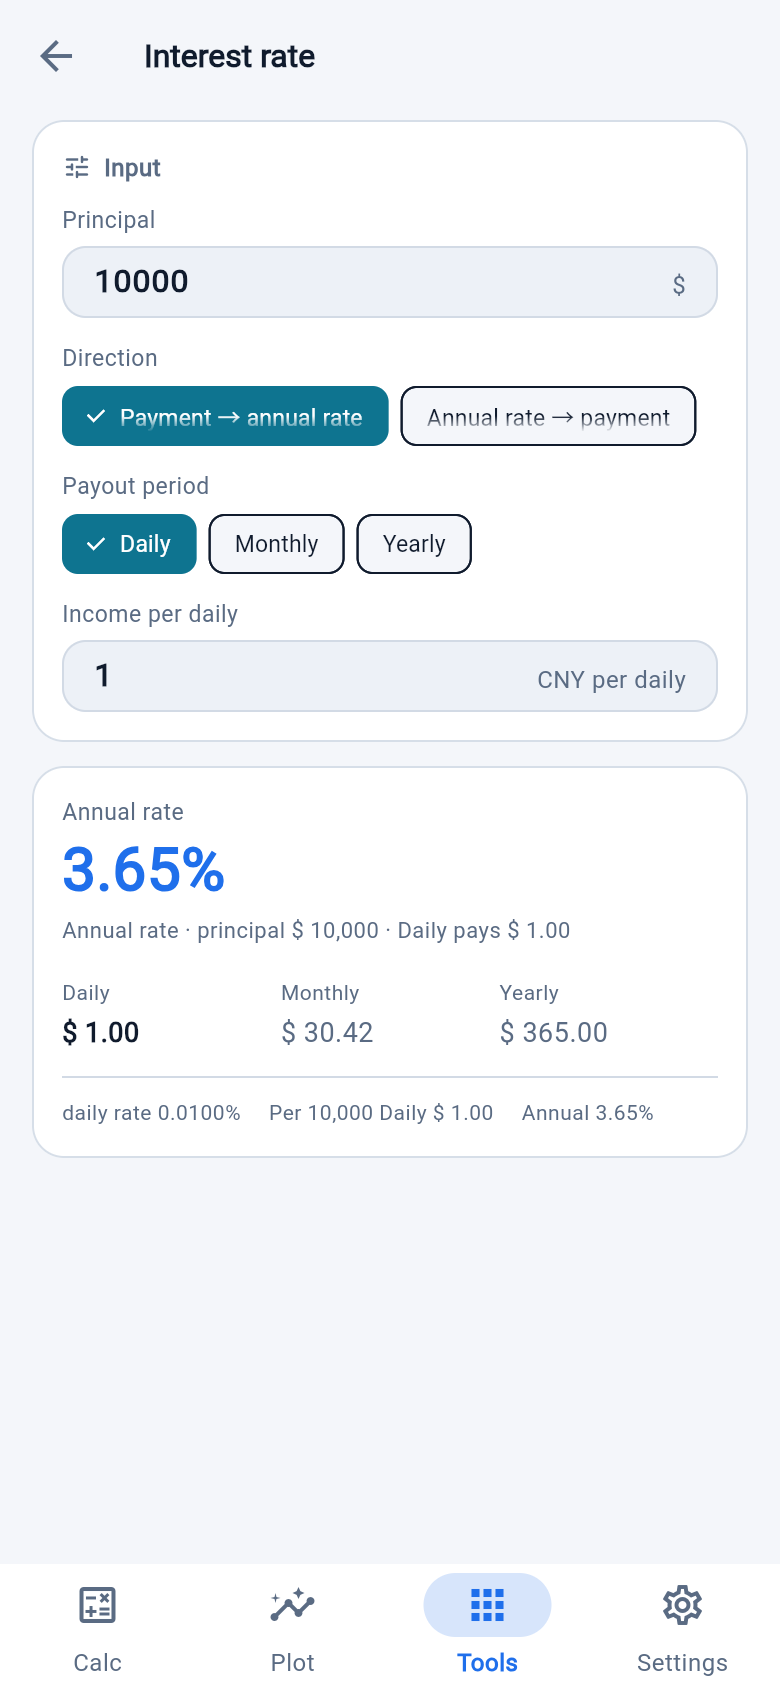 Interest rate
Input
Principal
10000 $
Direction
Payment → annual rate Annual rate → payment
Payout period
Daily Monthly Yearly
Income per daily
1 CNY per daily
Annual rate
3.65%
Annual rate · principal $ 10,000 · Daily pays $ 1.00
Daily Monthly Yearly
$ 1.00 $ 30.42 $ 365.00
daily rate 0.0100% Per 10,000 Daily $ 1.00 Annual 3.65%
Calc Plot Tools Settings